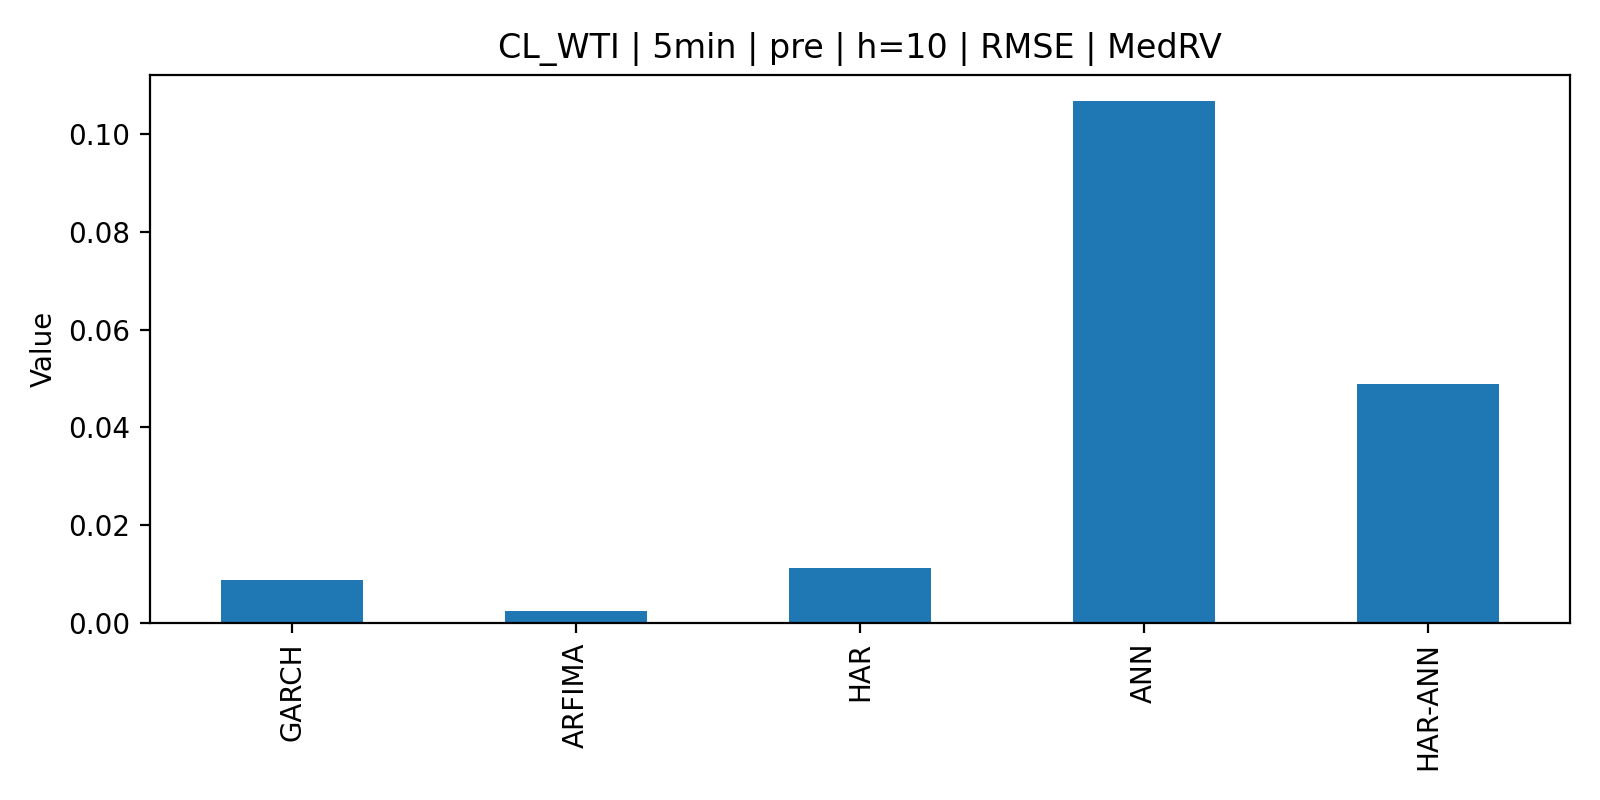 CL_WTI | 5min | pre | h=10 | RMSE | MedRV
Value
0.10
0.08
0.06
0.04
0.02
0.00
GARCH
ARFIMA
HAR
ANN
HAR-ANN